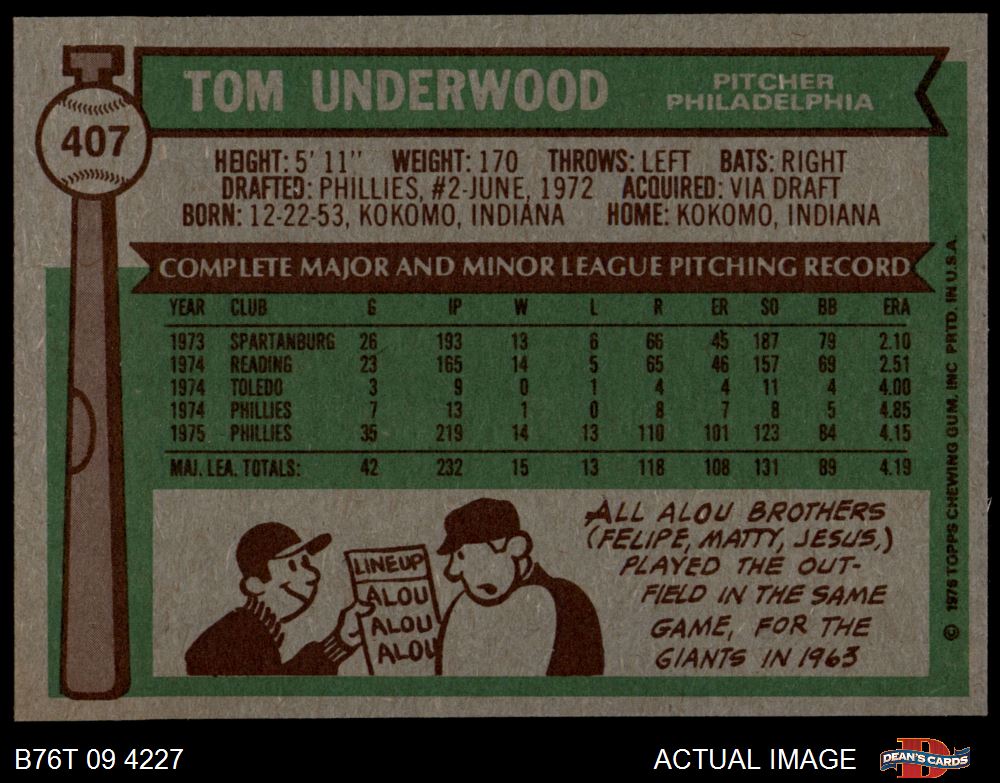 407
TOM UNDERWOOD
PITCHER
PHILADELPHIA
HEIGHT: 5' 11" WEIGHT: 170 THROWS: LEFT BATS: RIGHT
DRAFTED: PHILLIES, #2-JUNE, 1972 ACQUIRED: VIA DRAFT
BORN: 12-22-53, KOKOMO, INDIANA HOME: KOKOMO, INDIANA
COMPLETE MAJOR AND MINOR LEAGUE PITCHING RECORD
YEAR CLUB G IP W L R ER SO BB ERA
1973 SPARTANBURG 26 193 13 6 66 45 187 79 2.10
1974 READING 23 165 14 5 65 46 157 69 2.51
1974 TOLEDO 3 9 0 1 4 4 11 4 4.00
1974 PHILLIES 7 13 1 0 8 7 8 5 4.85
1975 PHILLIES 35 219 14 13 110 101 123 84 4.15
MAJ. LEA. TOTALS: 42 232 15 13 118 108 131 89 4.19
LINEUP
ALOU
ALOU
ALOU
ALL ALOU BROTHERS
(FELIPE, MATTY, JESUS,)
PLAYED THE OUT-
FIELD IN THE SAME
GAME, FOR THE
GIANTS IN 1963
© 1976 TOPPS CHEWING GUM, INC PRTD. IN U.S.A.
B76T 09 4227
ACTUAL IMAGE
DEAN'S CARDS